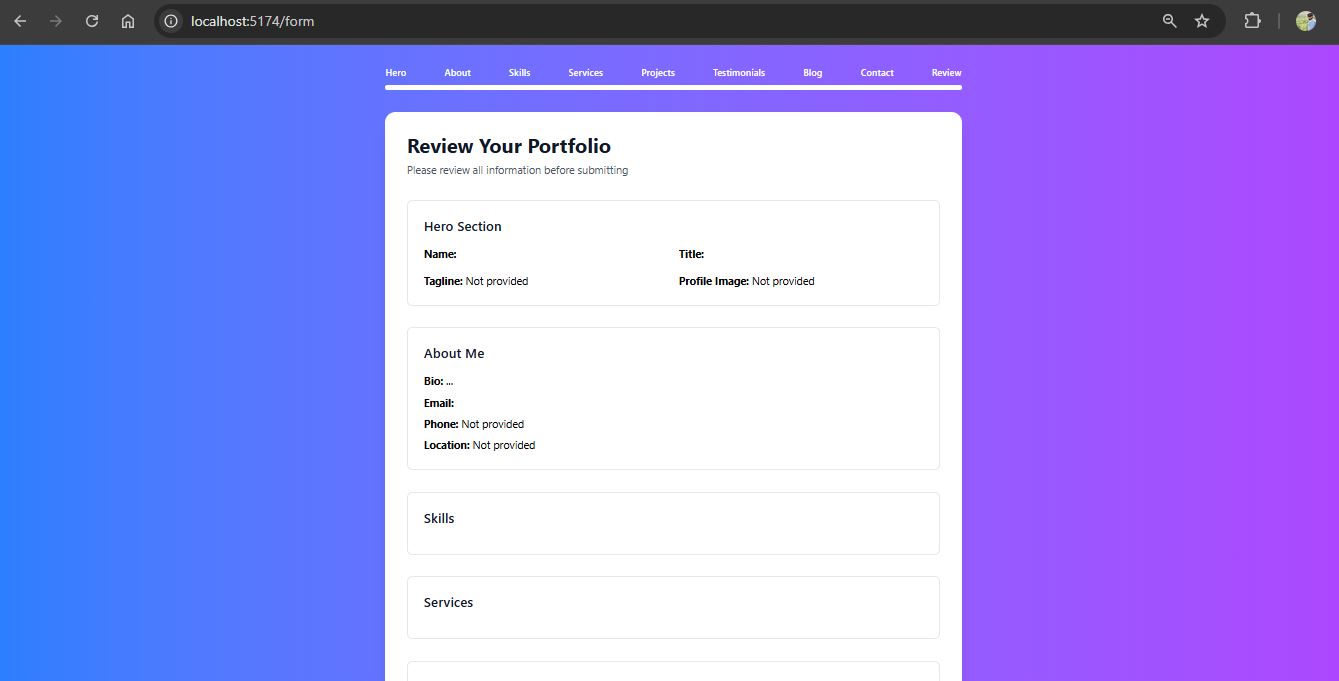 localhost:5174/form
Hero About Skills Services Projects Testimonials Blog Contact Review
Review Your Portfolio
Please review all information before submitting
Hero Section
Name: Title:
Tagline: Not provided Profile Image: Not provided
About Me
Bio: ...
Email:
Phone: Not provided
Location: Not provided
Skills
Services